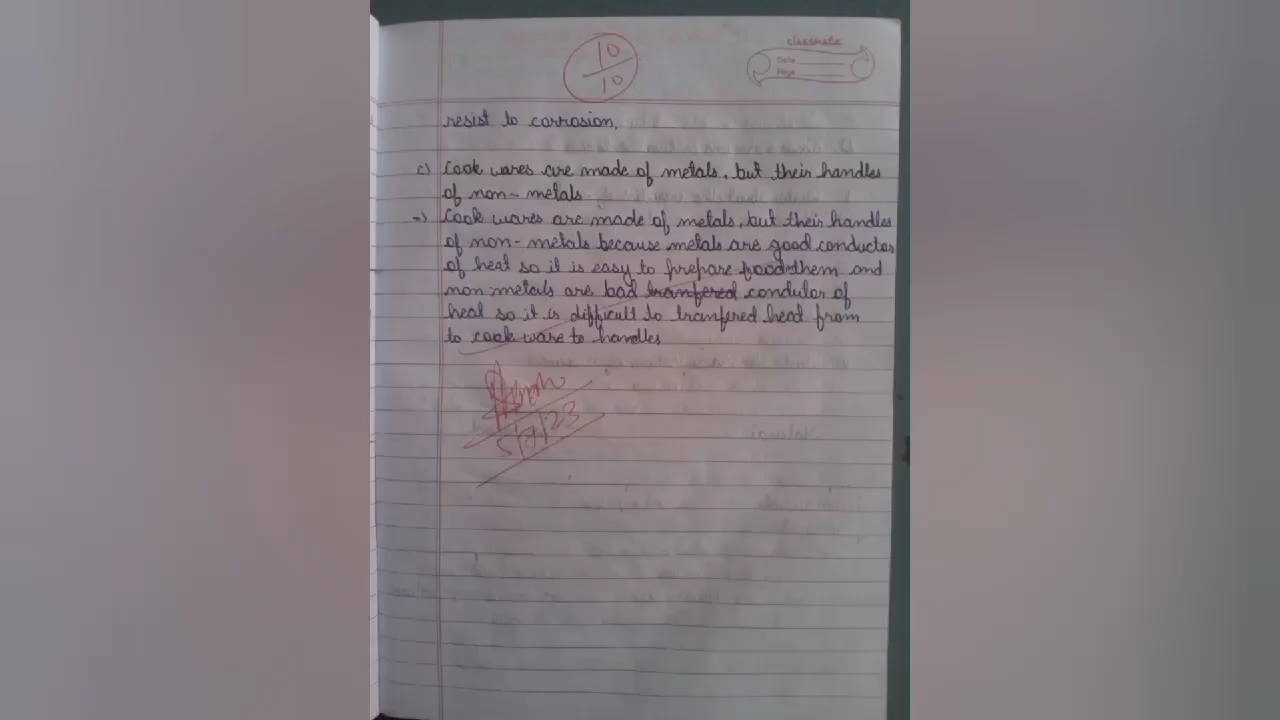 10
10
classmate
Date
Page
resist to corrosion.
c) Cook wares are made of metals, but their handles
of non-metals
→ Cook wares are made of metals, but their handles
of non-metals because metals are good conductor
of heat so it is easy to prepare food them and
non metals are bad tranfered condutor of
heat so it is difficult to tranfered heat from
to cook ware to handles
5/7/23